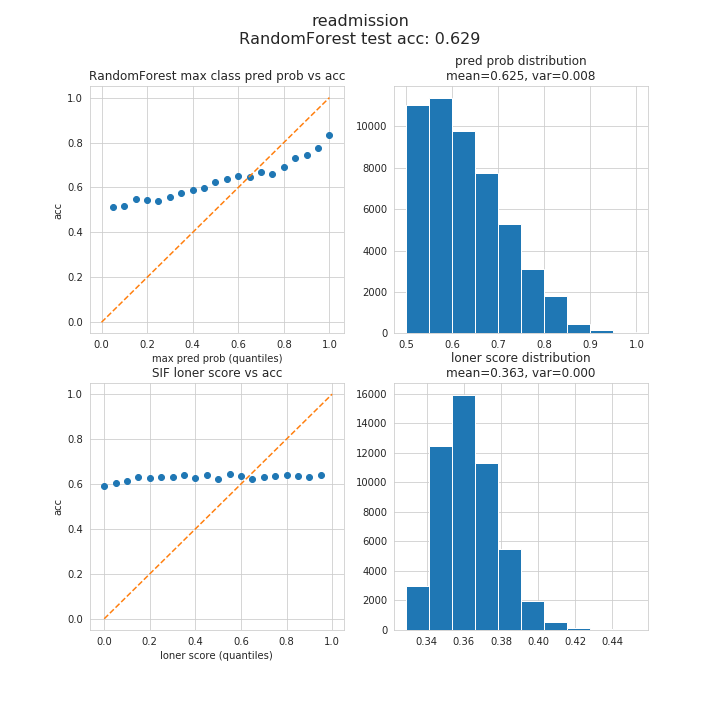 readmission
RandomForest test acc: 0.629
RandomForest max class pred prob vs acc
1.0
0.8
0.6
0.4
0.2
0.0
acc
0.0 0.2 0.4 0.6 0.8 1.0
max pred prob (quantiles)
pred prob distribution
mean=0.625, var=0.008
10000
8000
6000
4000
2000
0
0.5 0.6 0.7 0.8 0.9 1.0
SIF loner score vs acc
1.0
0.8
0.6
0.4
0.2
0.0
acc
0.0 0.2 0.4 0.6 0.8 1.0
loner score (quantiles)
loner score distribution
mean=0.363, var=0.000
16000
14000
12000
10000
8000
6000
4000
2000
0
0.34 0.36 0.38 0.40 0.42 0.44